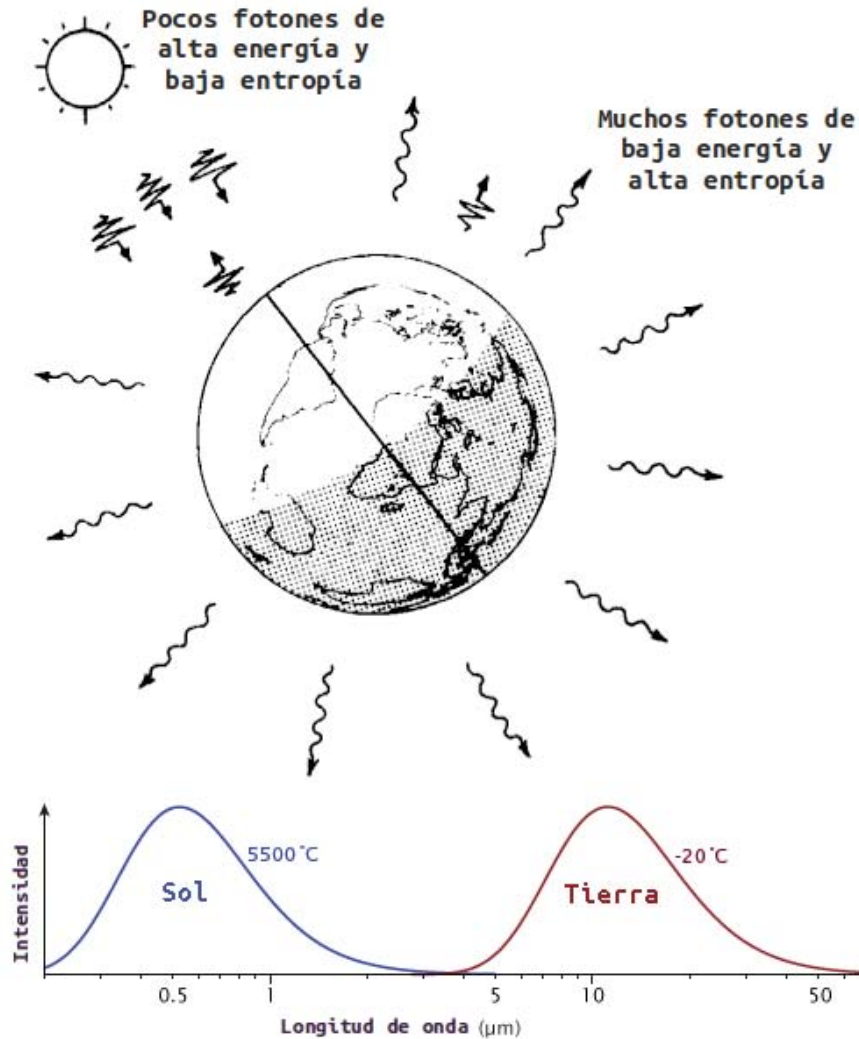 Pocos fotones de
alta energía y
baja entropía
Muchos fotones de
baja energía y
alta entropía
Intensidad
5500°C
Sol
-20°C
Tierra
0.5 1 5 10 50
Longitud de onda (μm)